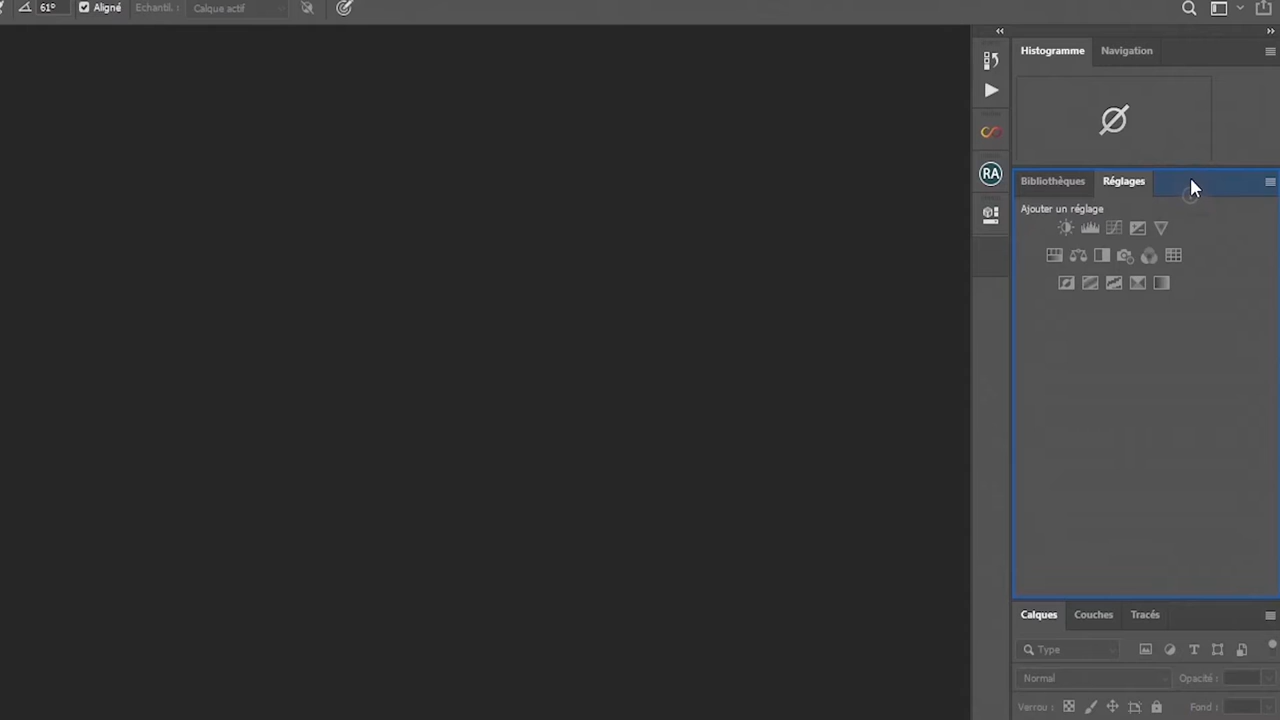 61° Aligné Echantil. : Calque actif
Histogramme Navigation
RA
Bibliothèques Réglages
Ajouter un réglage
Calques Couches Tracés
Type
Normal Opacité :
Verrou : Fond :